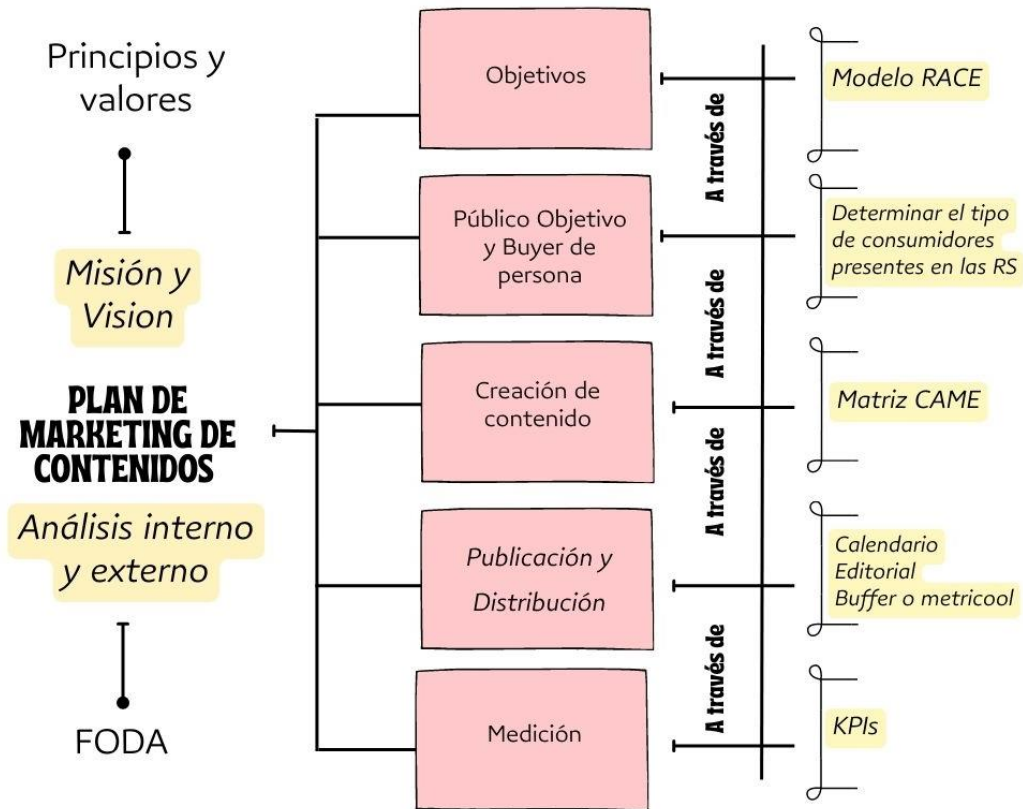 Principios y
valores
Misión y
Vision
PLAN DE
MARKETING DE
CONTENIDOS
Análisis interno
y externo
FODA
Objetivos
Público Objetivo
y Buyer de
persona
Creación de
contenido
Publicación y
Distribución
Medición
A través de
A través de
A través de
A través de
Modelo RACE
Determinar el tipo
de consumidores
presentes en las RS
Matriz CAME
Calendario
Editorial
Buffer o metricool
KPIs